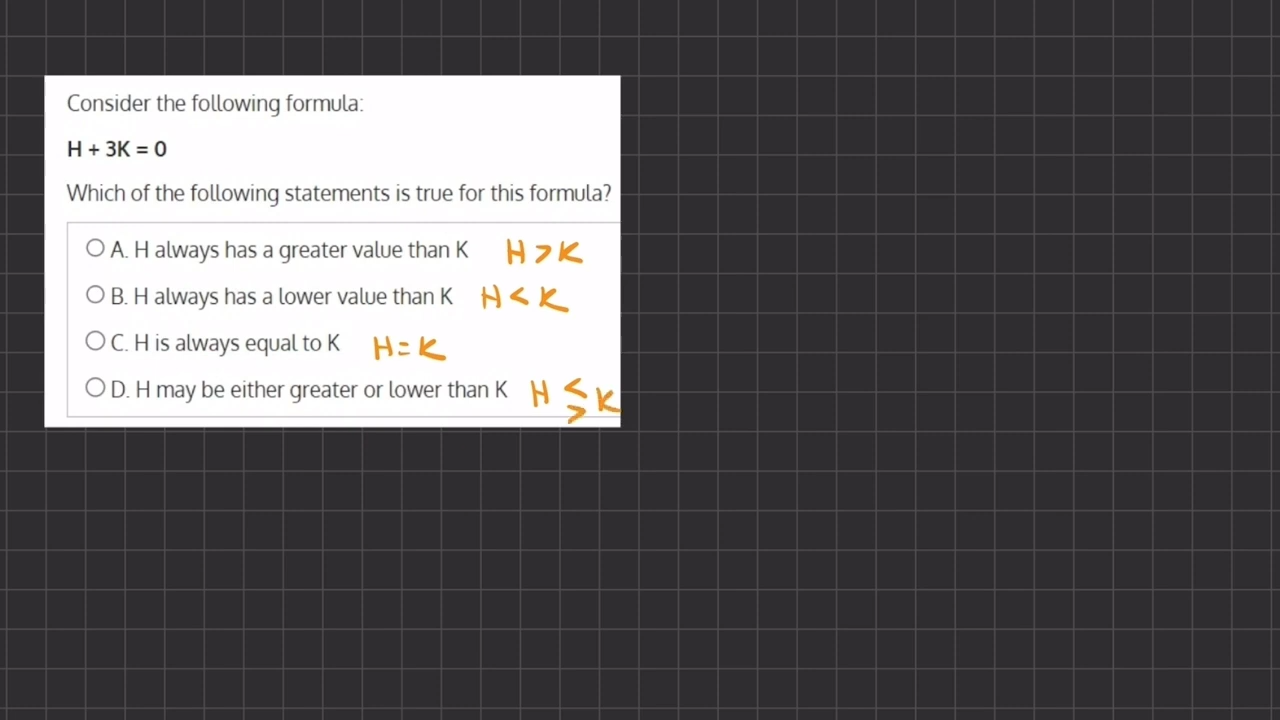 Consider the following formula:
H + 3K = 0
Which of the following statements is true for this formula?
A. H always has a greater value than K H > K
B. H always has a lower value than K H < K
C. H is always equal to K H = K
D. H may be either greater or lower than K H < > K